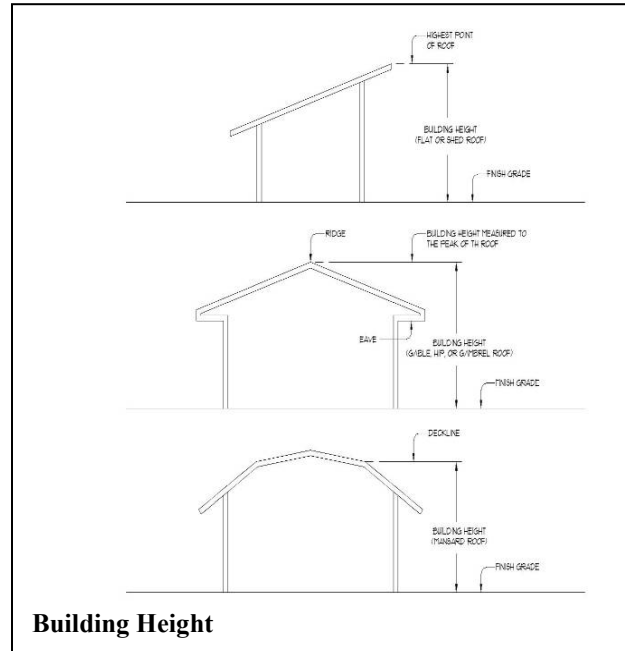 HIGHEST POINT
OF ROOF
BUILDING HEIGHT
(FLAT OR SHED ROOF)
FINISH GRADE
RIDGE
BUILDING HEIGHT MEASURED TO
THE PEAK OF TH ROOF
EAVE
BUILDING HEIGHT
(GABLE, HIP, OR GAMBREL ROOF)
FINISH GRADE
DECKLINE
BUILDING HEIGHT
(MANSARD ROOF)
FINISH GRADE
Building Height